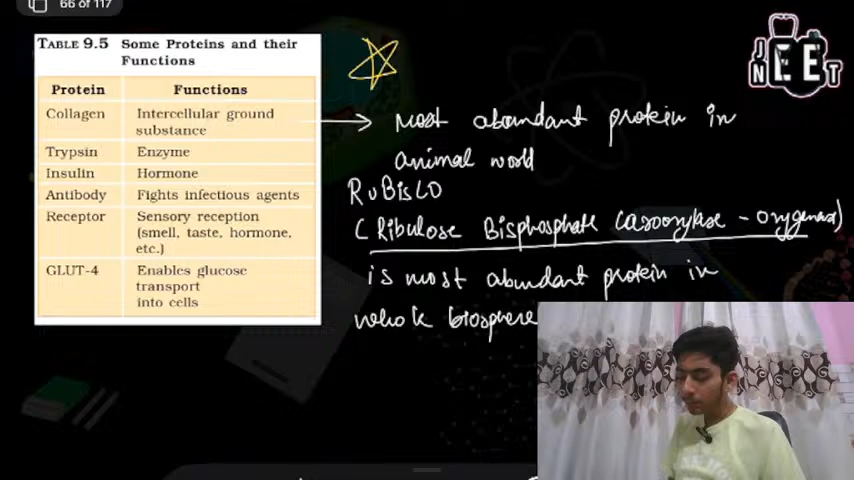 66 of 117
TABLE 9.5 Some Proteins and their
Functions
Protein Functions
Collagen Intercellular ground
substance
Trypsin Enzyme
Insulin Hormone
Antibody Fights infectious agents
Receptor Sensory reception
(smell, taste, hormone,
etc.)
GLUT-4 Enables glucose
transport
into cells
most abundant protein in
animal world
RuBisCO
(Ribulose Bisphosphate Carboxylase - oxygenase)
is most abundant protein in
whole biosphere
J
NEET